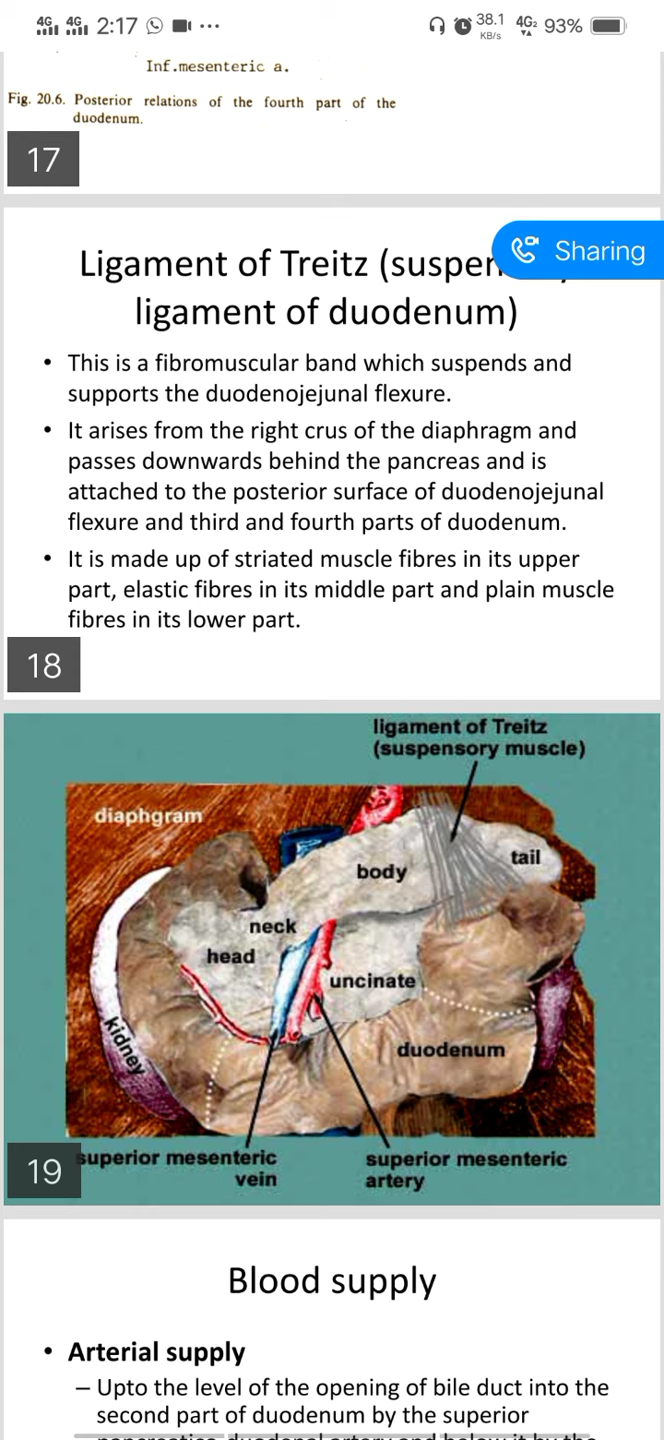 4G 4G 2:17 38.1 KB/s 4G2 93%
Inf.mesenteric a.
Fig. 20.6. Posterior relations of the fourth part of the
duodenum.
17
Sharing
Ligament of Treitz
ligament of duodenum)
• This is a fibromuscular band which suspends and
supports the duodenojejunal flexure.
• It arises from the right crus of the diaphragm and
passes downwards behind the pancreas and is
attached to the posterior surface of duodenojejunal
flexure and third and fourth parts of duodenum.
• It is made up of striated muscle fibres in its upper
part, elastic fibres in its middle part and plain muscle
fibres in its lower part.
18
ligament of Treitz
(suspensory muscle)
diaphgram
body
tail
neck
head
uncinate
kidney
duodenum
superior mesenteric
vein
superior mesenteric
artery
19
Blood supply
• Arterial supply
– Upto the level of the opening of bile duct into the
second part of duodenum by the superior